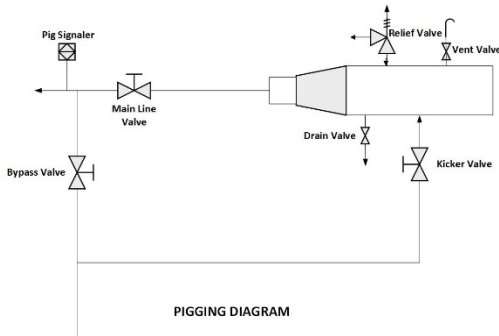 Pig Signaler
Relief Valve
Vent Valve
Main Line
Valve
Drain Valve
Bypass Valve
Kicker Valve
PIGGING DIAGRAM